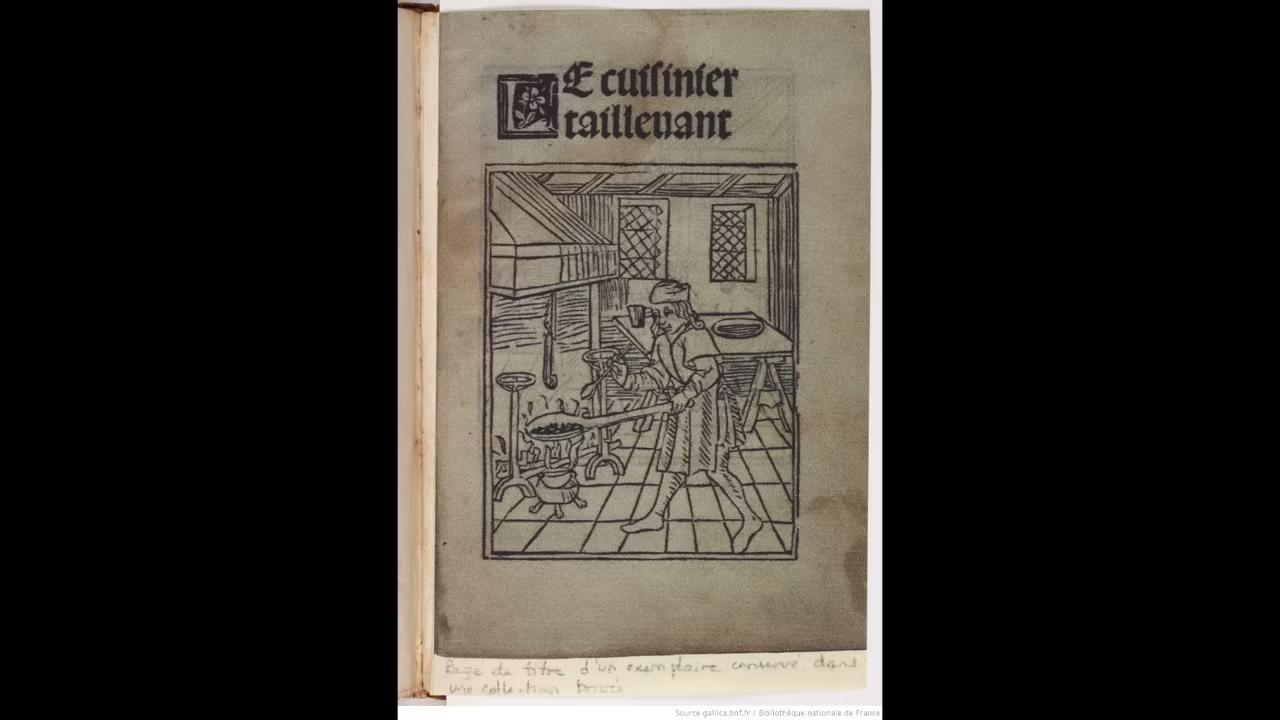 LE cuisinier
taillevant
Page de titre d'un exemplaire conservé dans
une collection privée
Source gallica.bnf.fr / Bibliothèque nationale de France